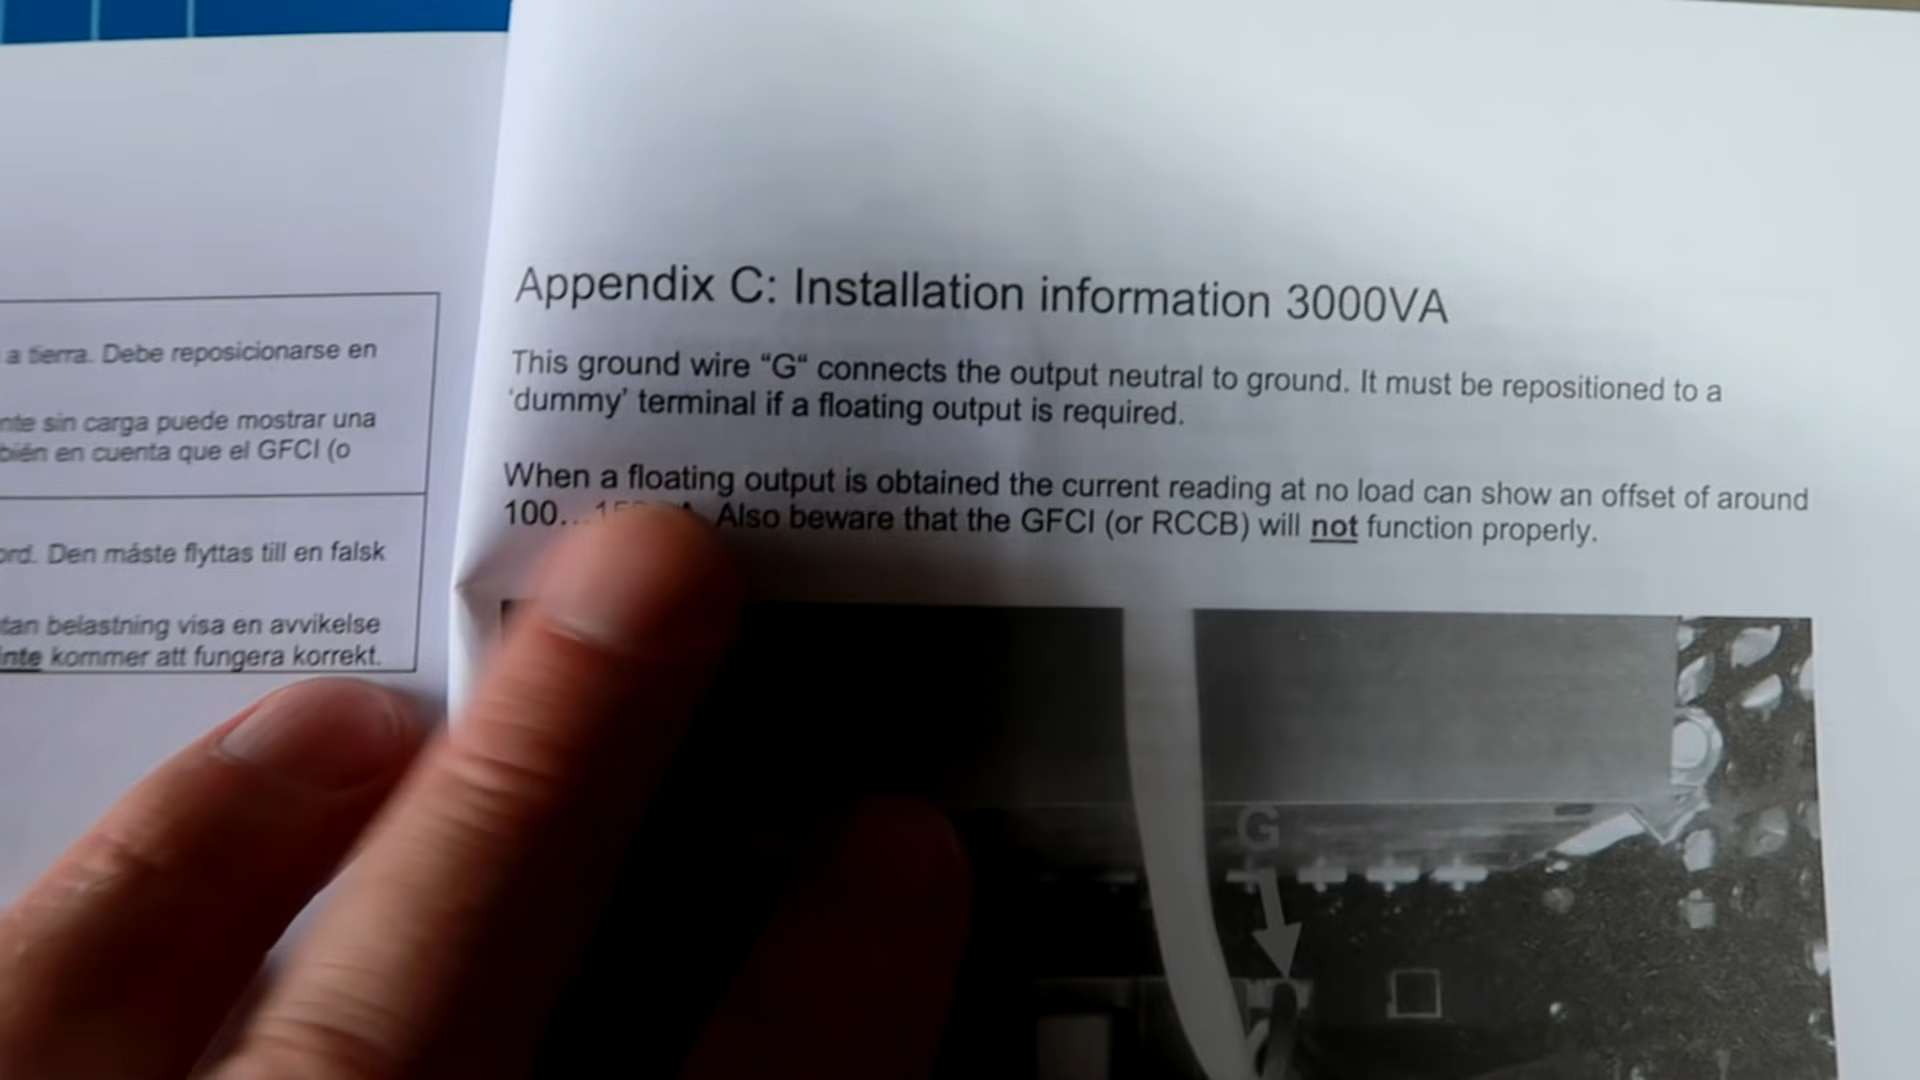 a tierra. Debe reposicionarse en
sin carga puede mostrar una
en cuenta que el GFCI (o
Den måste flyttas till en falsk
belastning visa en avvikelse
inte kommer att fungera korrekt.
Appendix C: Installation information 3000VA
This ground wire “G“ connects the output neutral to ground. It must be repositioned to a
‘dummy’ terminal if a floating output is required.
When a floating output is obtained the current reading at no load can show an offset of around
100... Also beware that the GFCI (or RCCB) will not function properly.
G